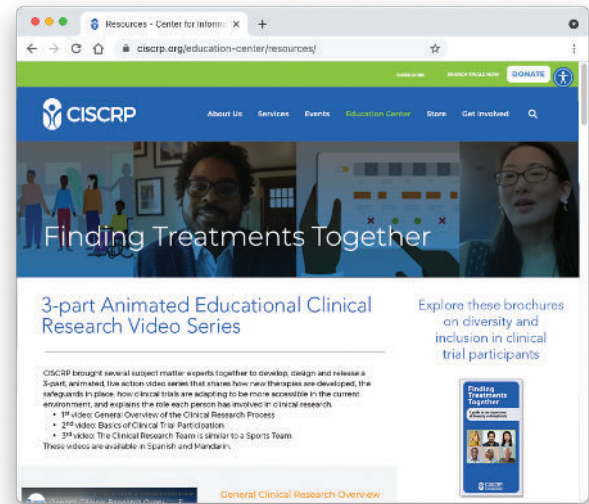 Resources - Center for Inform
ciscrp.org/education-center/resources/
SUBSCRIBE SEARCH TRIALS NOW DONATE
CISCRP
About Us Services Events Education Center Store Get Involved
Finding Treatments Together
3-part Animated Educational Clinical
Research Video Series
CISCRP brought several subject matter experts together to develop, design and release a
3-part, animated, live action video series that shares how new therapies are developed, the
safeguards in place, how clinical trials are adapting to be more accessible in the current
environment, and explains the role each person has involved in clinical research.
• 1st video: General Overview of the Clinical Research Process
• 2nd video: Basics of Clinical Trial Participation
• 3rd video: The Clinical Research Team is similar to a Sports Team
These videos are available in Spanish and Mandarin.
Explore these brochures
on diversity and
inclusion in clinical
trial participants
Finding
Treatments
Together
CISCRP
General Clinical Research Overview